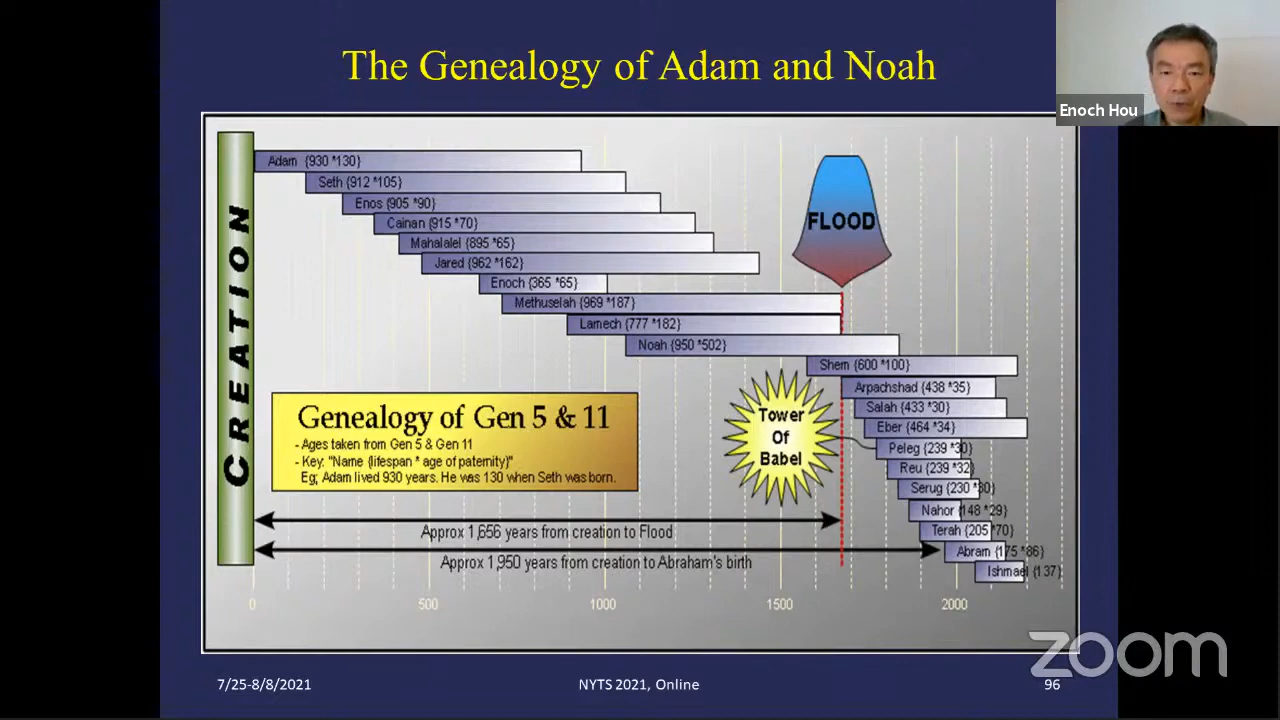 The Genealogy of Adam and Noah
Enoch Hou
CREATION
Adam {930 *130}
Seth {912 *105}
Enos {905 *90}
Cainan {915 *70}
Mahalalel {895 *65}
Jared {962 *162}
Enoch {365 *65}
Methuselah {969 *187}
Lamech {777 *182}
Noah {950 *502}
FLOOD
Shem {600 *100}
Arpachshad {438 *35}
Salah {433 *30}
Eber {464 *34}
Peleg {239 *30}
Reu {239 *32}
Serug {230 *30}
Nahor {148 *29}
Terah {205 *70}
Abram {175 *86}
Ishmael {137}
Tower
Of
Babel
Genealogy of Gen 5 & 11
- Ages taken from Gen 5 & Gen 11
- Key: "Name {lifespan * age of paternity}"
Eg; Adam lived 930 years. He was 130 when Seth was born.
Approx 1,656 years from creation to Flood
Approx 1,950 years from creation to Abraham's birth
0 500 1000 1500 2000
zoom
7/25-8/8/2021 NYTS 2021, Online 96